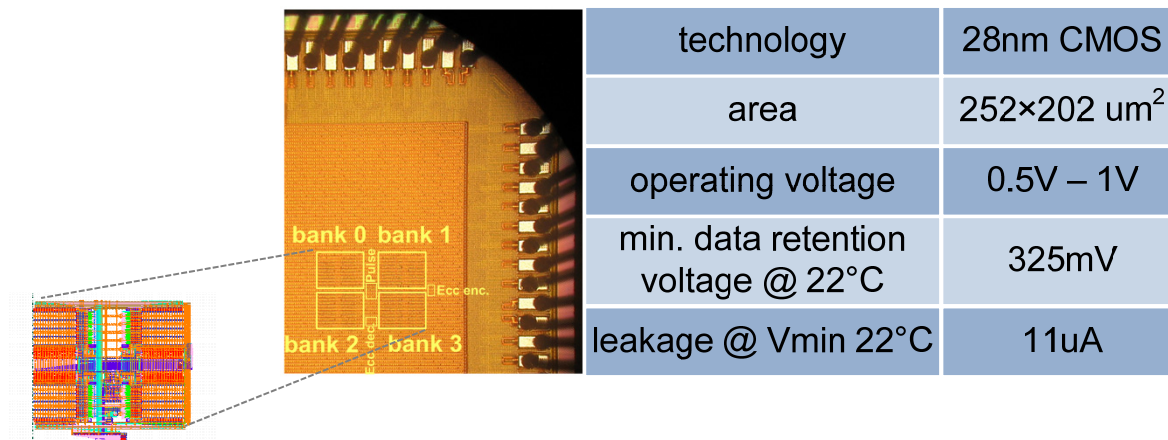 bank 0 bank 1
Pulse
Ecc enc.
Ecc dec.
bank 2 bank 3
technology 28nm CMOS
area 252×202 um²
operating voltage 0.5V – 1V
min. data retention
voltage @ 22°C 325mV
leakage @ Vmin 22°C 11uA